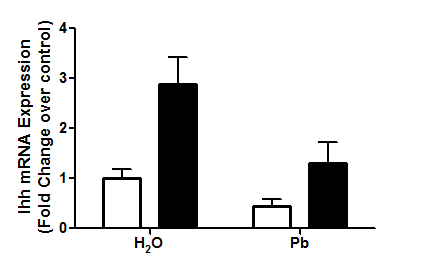 Ihh mRNA Expression
(Fold Change over control)
4
3
2
1
0
H₂O
Pb